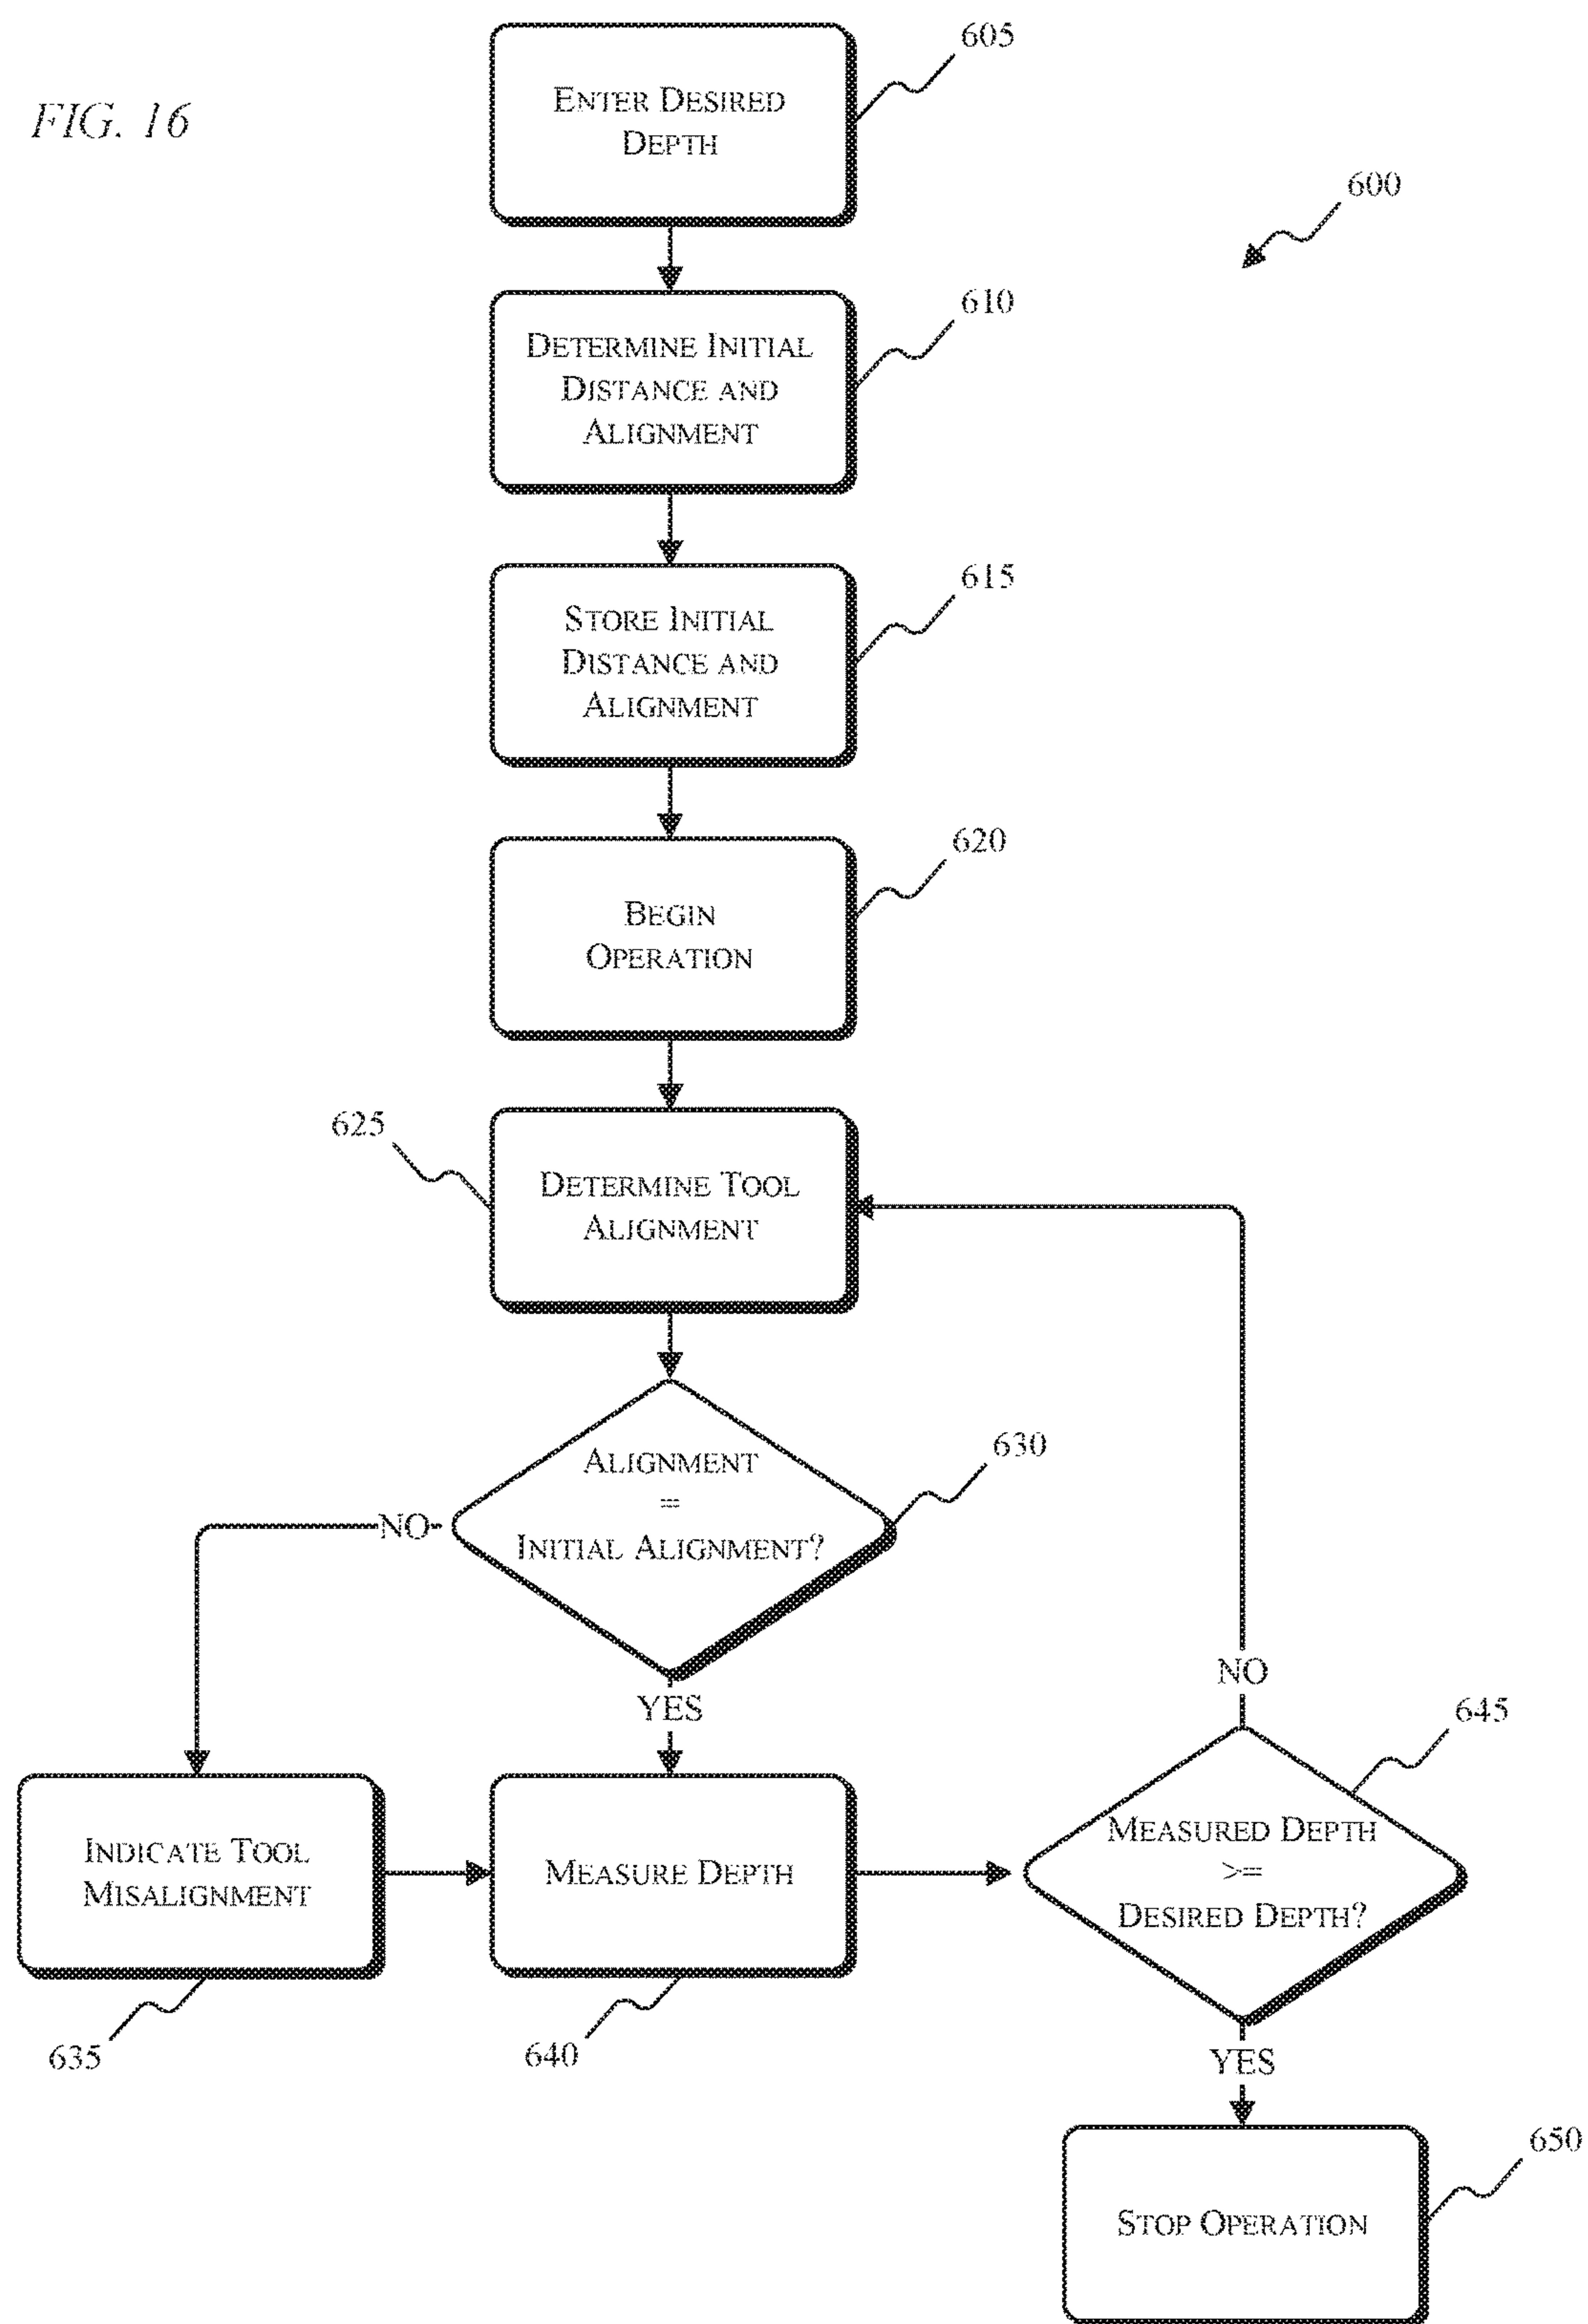 FIG. 16
605
ENTER DESIRED
DEPTH
600
610
DETERMINE INITIAL
DISTANCE AND
ALIGNMENT
615
STORE INITIAL
DISTANCE AND
ALIGNMENT
620
BEGIN
OPERATION
625
DETERMINE TOOL
ALIGNMENT
630
ALIGNMENT
=
INITIAL ALIGNMENT?
NO
YES
NO
645
INDICATE TOOL
MISALIGNMENT
MEASURE DEPTH
MEASURED DEPTH
>=
DESIRED DEPTH?
635
640
YES
650
STOP OPERATION